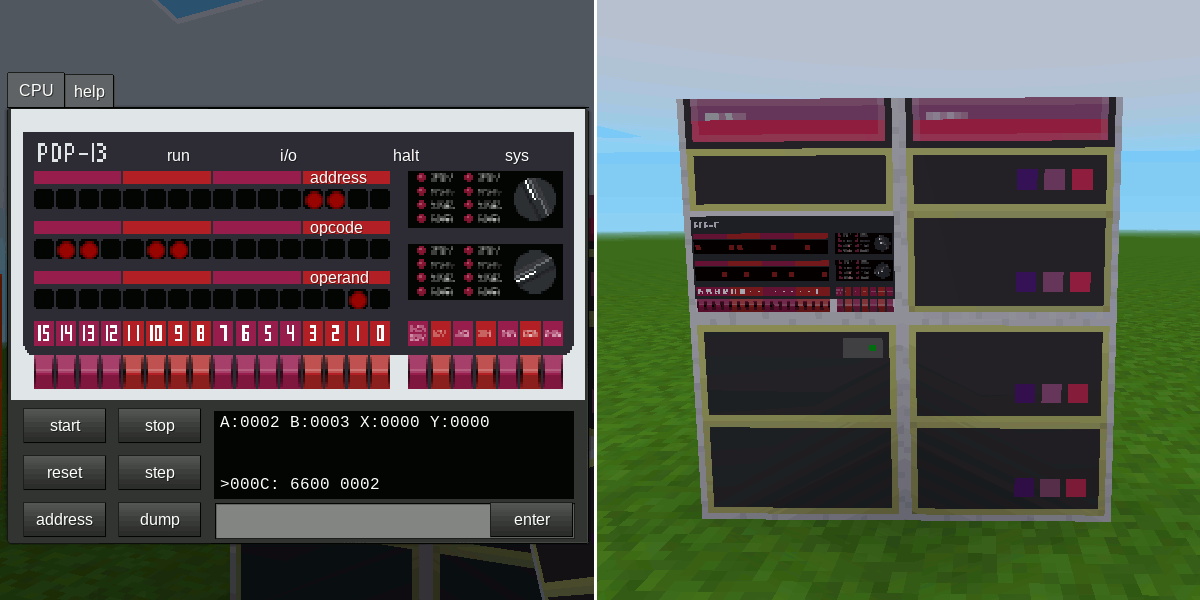 CPU help
PDP-13 run i/o halt sys
address
opcode
operand
15 14 13 12 11 10 9 8 7 6 5 4 3 2 1 0
start stop
A:0002 B:0003 X:0000 Y:0000
reset step
>000C: 6600 0002
address dump
enter